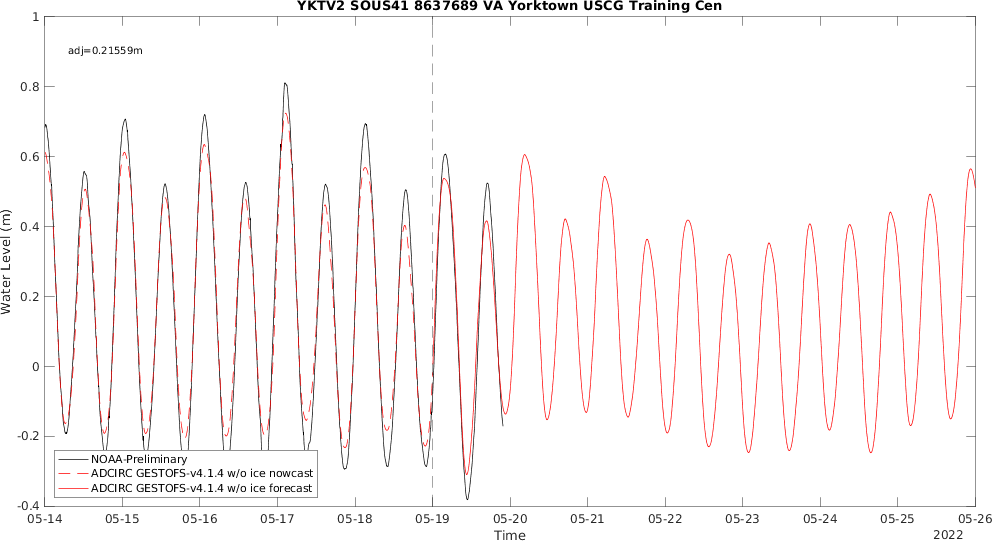 YKTV2 SOUS41 8637689 VA Yorktown USCG Training Cen
adj=0.21559m
1
0.8
0.6
0.4
0.2
0
-0.2
-0.4
Water Level (m)
NOAA-Preliminary
ADCIRC GESTOFS-v4.1.4 w/o ice nowcast
ADCIRC GESTOFS-v4.1.4 w/o ice forecast
05-14 05-15 05-16 05-17 05-18 05-19 05-20 05-21 05-22 05-23 05-24 05-25 05-26
Time
2022